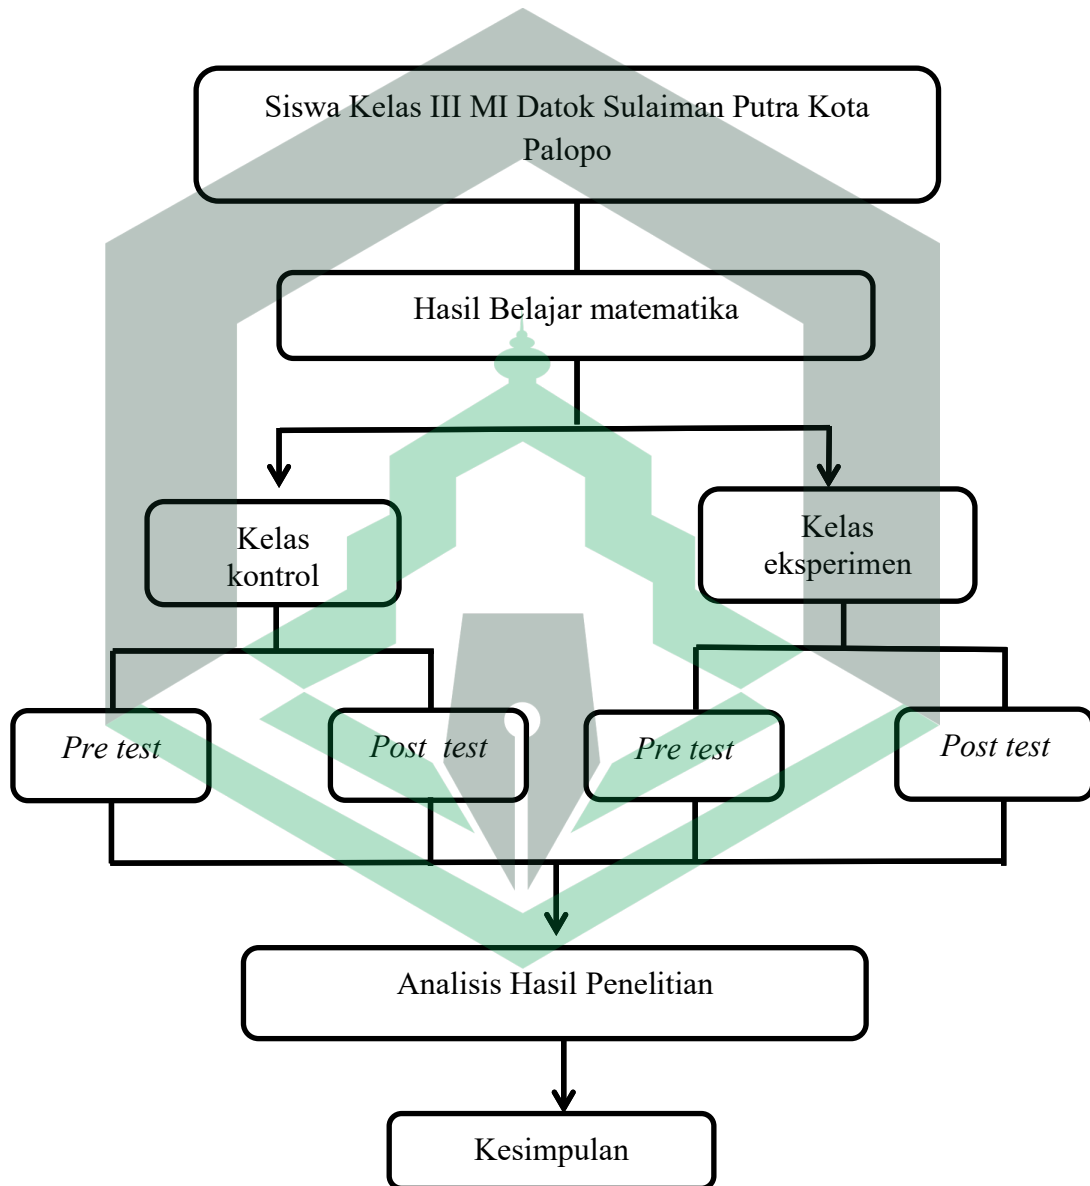 Siswa Kelas III MI Datok Sulaiman Putra Kota
Palopo
Hasil Belajar matematika
Kelas
kontrol
Kelas
eksperimen
Pre test
Post test
Pre test
Post test
Analisis Hasil Penelitian
Kesimpulan